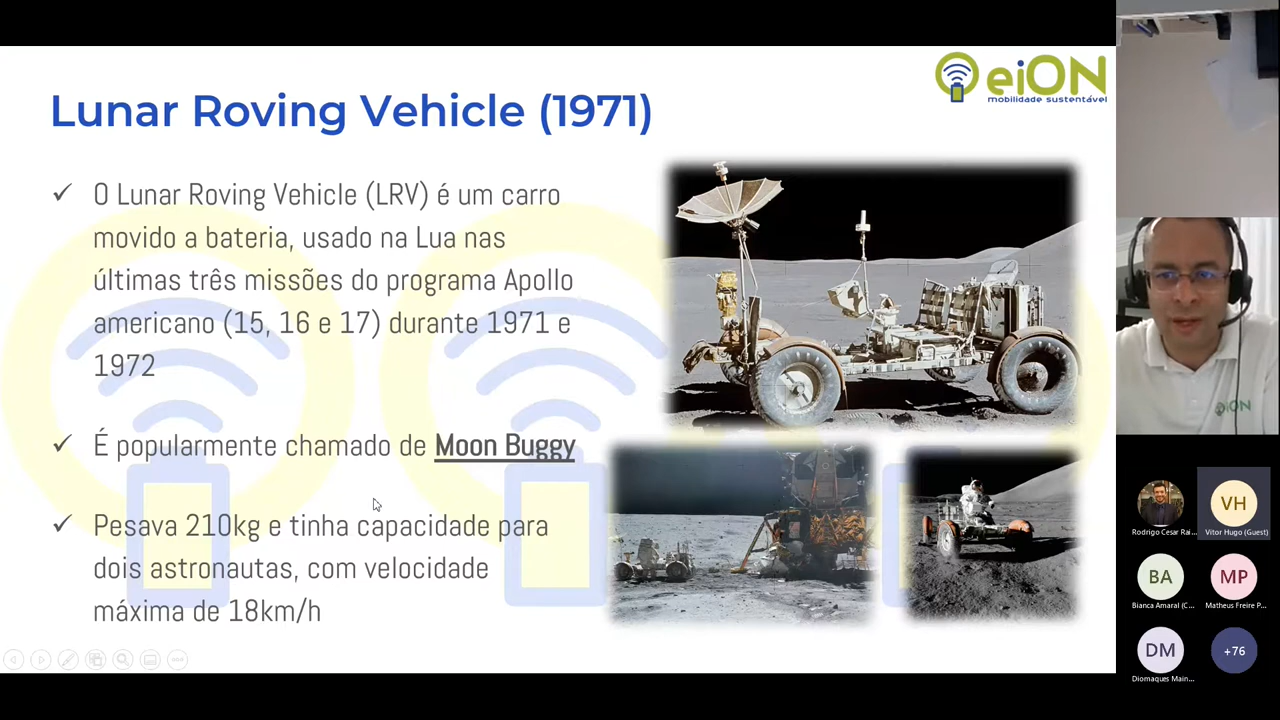 eiON
mobilidade sustentável
Lunar Roving Vehicle (1971)
✓ O Lunar Roving Vehicle (LRV) é um carro
movido a bateria, usado na Lua nas
últimas três missões do programa Apollo
americano (15, 16 e 17) durante 1971 e
1972
✓ É popularmente chamado de Moon Buggy
✓ Pesava 210kg e tinha capacidade para
dois astronautas, com velocidade
máxima de 18km/h
eiON
Rodrigo Cesar Rai...
VH
Vitor Hugo (Guest)
BA
Bianca Amaral (C...
MP
Matheus Freire P...
DM
Diomaques Main...
+76